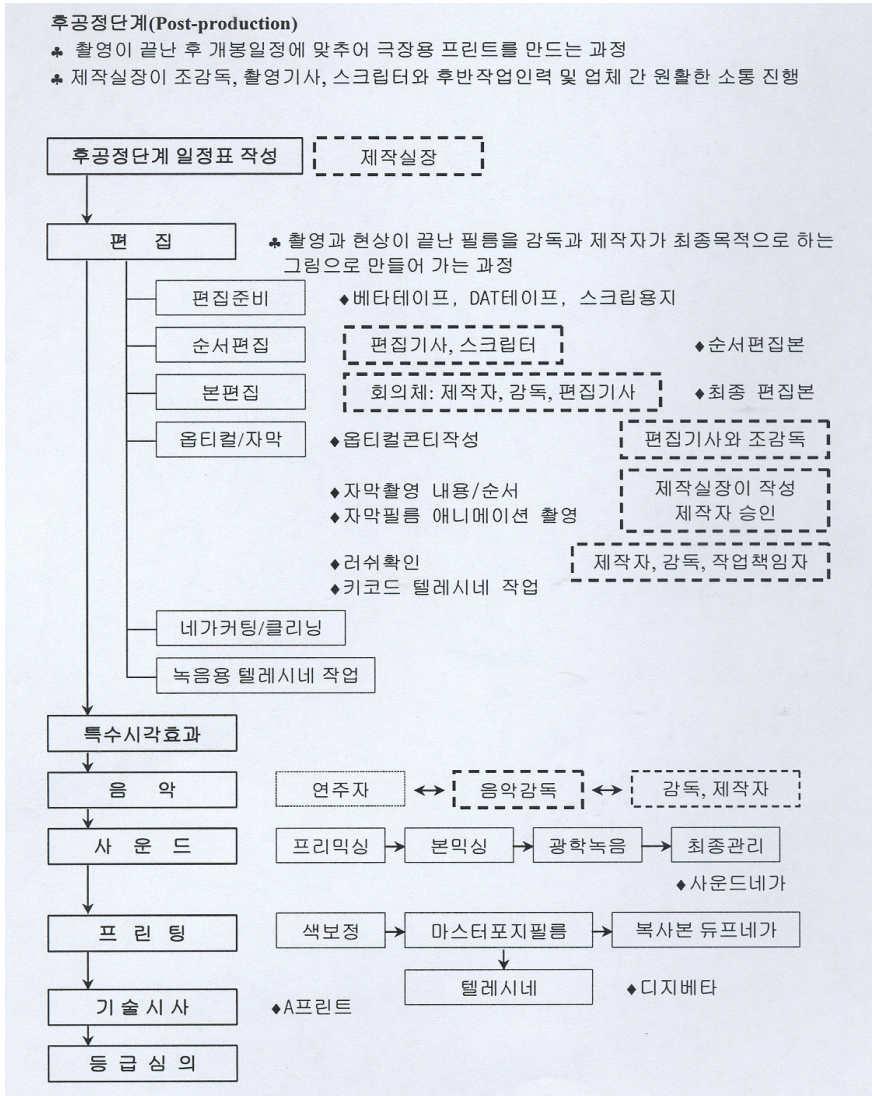 후공정단계(Post-production)
♣ 촬영이 끝난 후 개봉일정에 맞추어 극장용 프린트를 만드는 과정
♣ 제작실장이 조감독, 촬영기사, 스크립터와 후반작업인력 및 업체 간 원활한 소통 진행
후공정단계 일정표 작성
제작실장
편 집
♣ 촬영과 현상이 끝난 필름을 감독과 제작자가 최종목적으로 하는
그림으로 만들어 가는 과정
편집준비
♦베타테이프, DAT테이프, 스크립용지
순서편집
편집기사, 스크립터
♦순서편집본
본편집
회의체: 제작자, 감독, 편집기사
♦최종 편집본
옵티컬/자막
♦옵티컬콘티작성
편집기사와 조감독
♦자막촬영 내용/순서
♦자막필름 애니메이션 촬영
제작실장이 작성
제작자 승인
♦러쉬확인
♦키코드 텔레시네 작업
제작자, 감독, 작업책임자
네가커팅/클리닝
녹음용 텔레시네 작업
특수시각효과
음 악
연주자
음악감독
감독, 제작자
사 운 드
프리믹싱
본믹싱
광학녹음
최종관리
♦사운드네가
프 린 팅
색보정
마스터포지필름
복사본 듀프네가
텔레시네
♦디지베타
기 술 시 사
♦A프린트
등 급 심 의